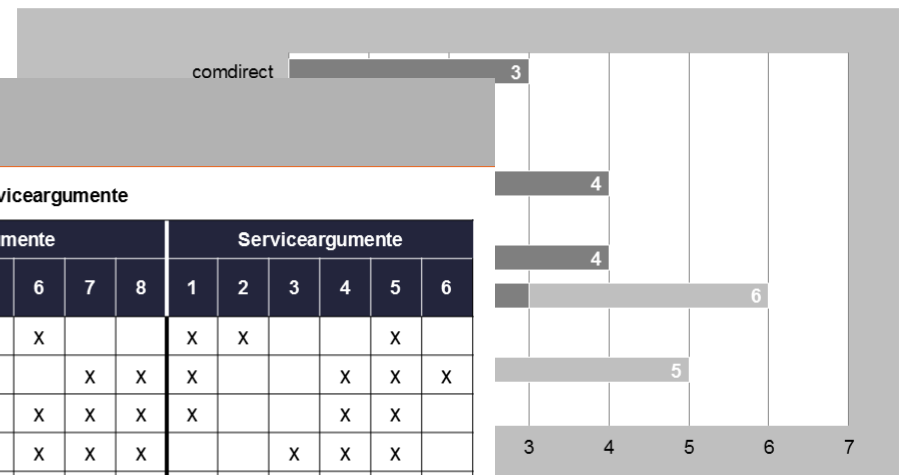 comdirect 3
4
4
6
5
3 4 5 6 7
viceargumente
mente Serviceargumente
6 7 8 1 2 3 4 5 6
X X X X
X X X X X X
X X X X X X
X X X X X X